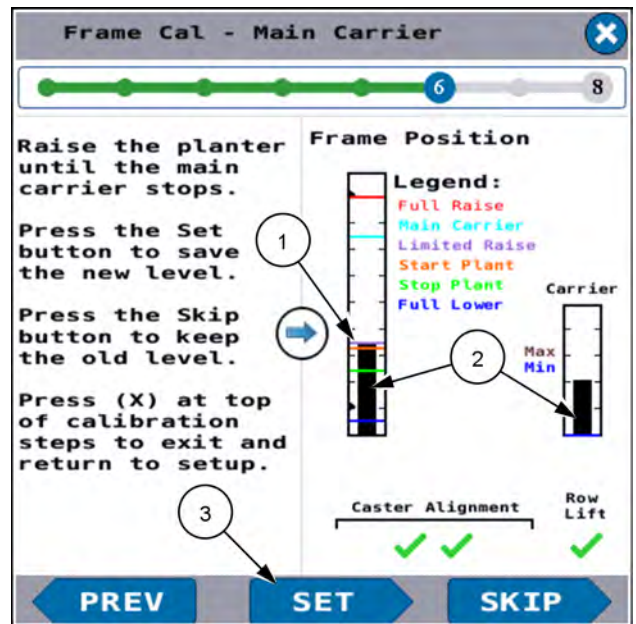 Frame Cal - Main Carrier
6
8
Raise the planter
until the main
carrier stops.
Press the Set
button to save
the new level.
Press the Skip
button to keep
the old level.
Press (X) at top
of calibration
steps to exit and
return to setup.
Frame Position
Legend:
Full Raise
Main Carrier
Limited Raise
Start Plant
Stop Plant
Full Lower
1
Carrier
Max
Min
2
Caster Alignment
Row
Lift
3
PREV
SET
SKIP